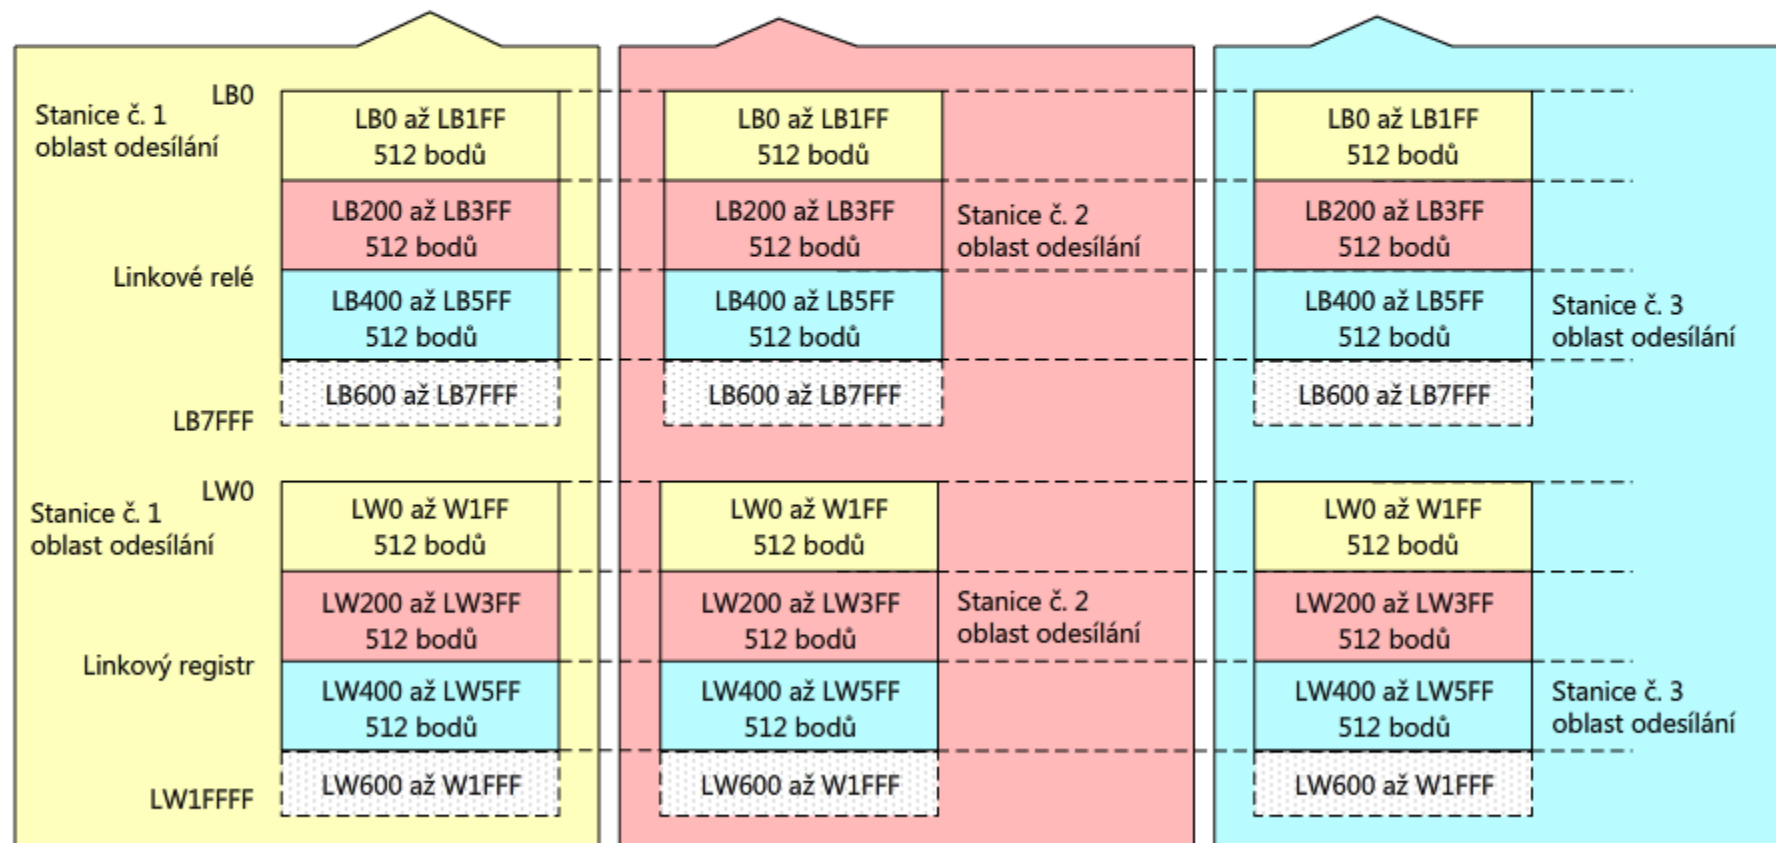 LB0
Stanice č. 1
oblast odesílání
LB0 až LB1FF
512 bodů
LB200 až LB3FF
512 bodů
Linkové relé
LB400 až LB5FF
512 bodů
LB600 až LB7FFF
LB7FFF
LW0
Stanice č. 1
oblast odesílání
LW0 až W1FF
512 bodů
LW200 až LW3FF
512 bodů
Linkový registr
LW400 až LW5FF
512 bodů
LW600 až W1FFF
LW1FFFF
LB0 až LB1FF
512 bodů
LB200 až LB3FF
512 bodů
Stanice č. 2
oblast odesílání
LB400 až LB5FF
512 bodů
LB600 až LB7FFF
LW0 až W1FF
512 bodů
LW200 až LW3FF
512 bodů
Stanice č. 2
oblast odesílání
LW400 až LW5FF
512 bodů
LW600 až W1FFF
LB0 až LB1FF
512 bodů
LB200 až LB3FF
512 bodů
LB400 až LB5FF
512 bodů
Stanice č. 3
oblast odesílání
LB600 až LB7FFF
LW0 až W1FF
512 bodů
LW200 až LW3FF
512 bodů
LW400 až LW5FF
512 bodů
Stanice č. 3
oblast odesílání
LW600 až W1FFF